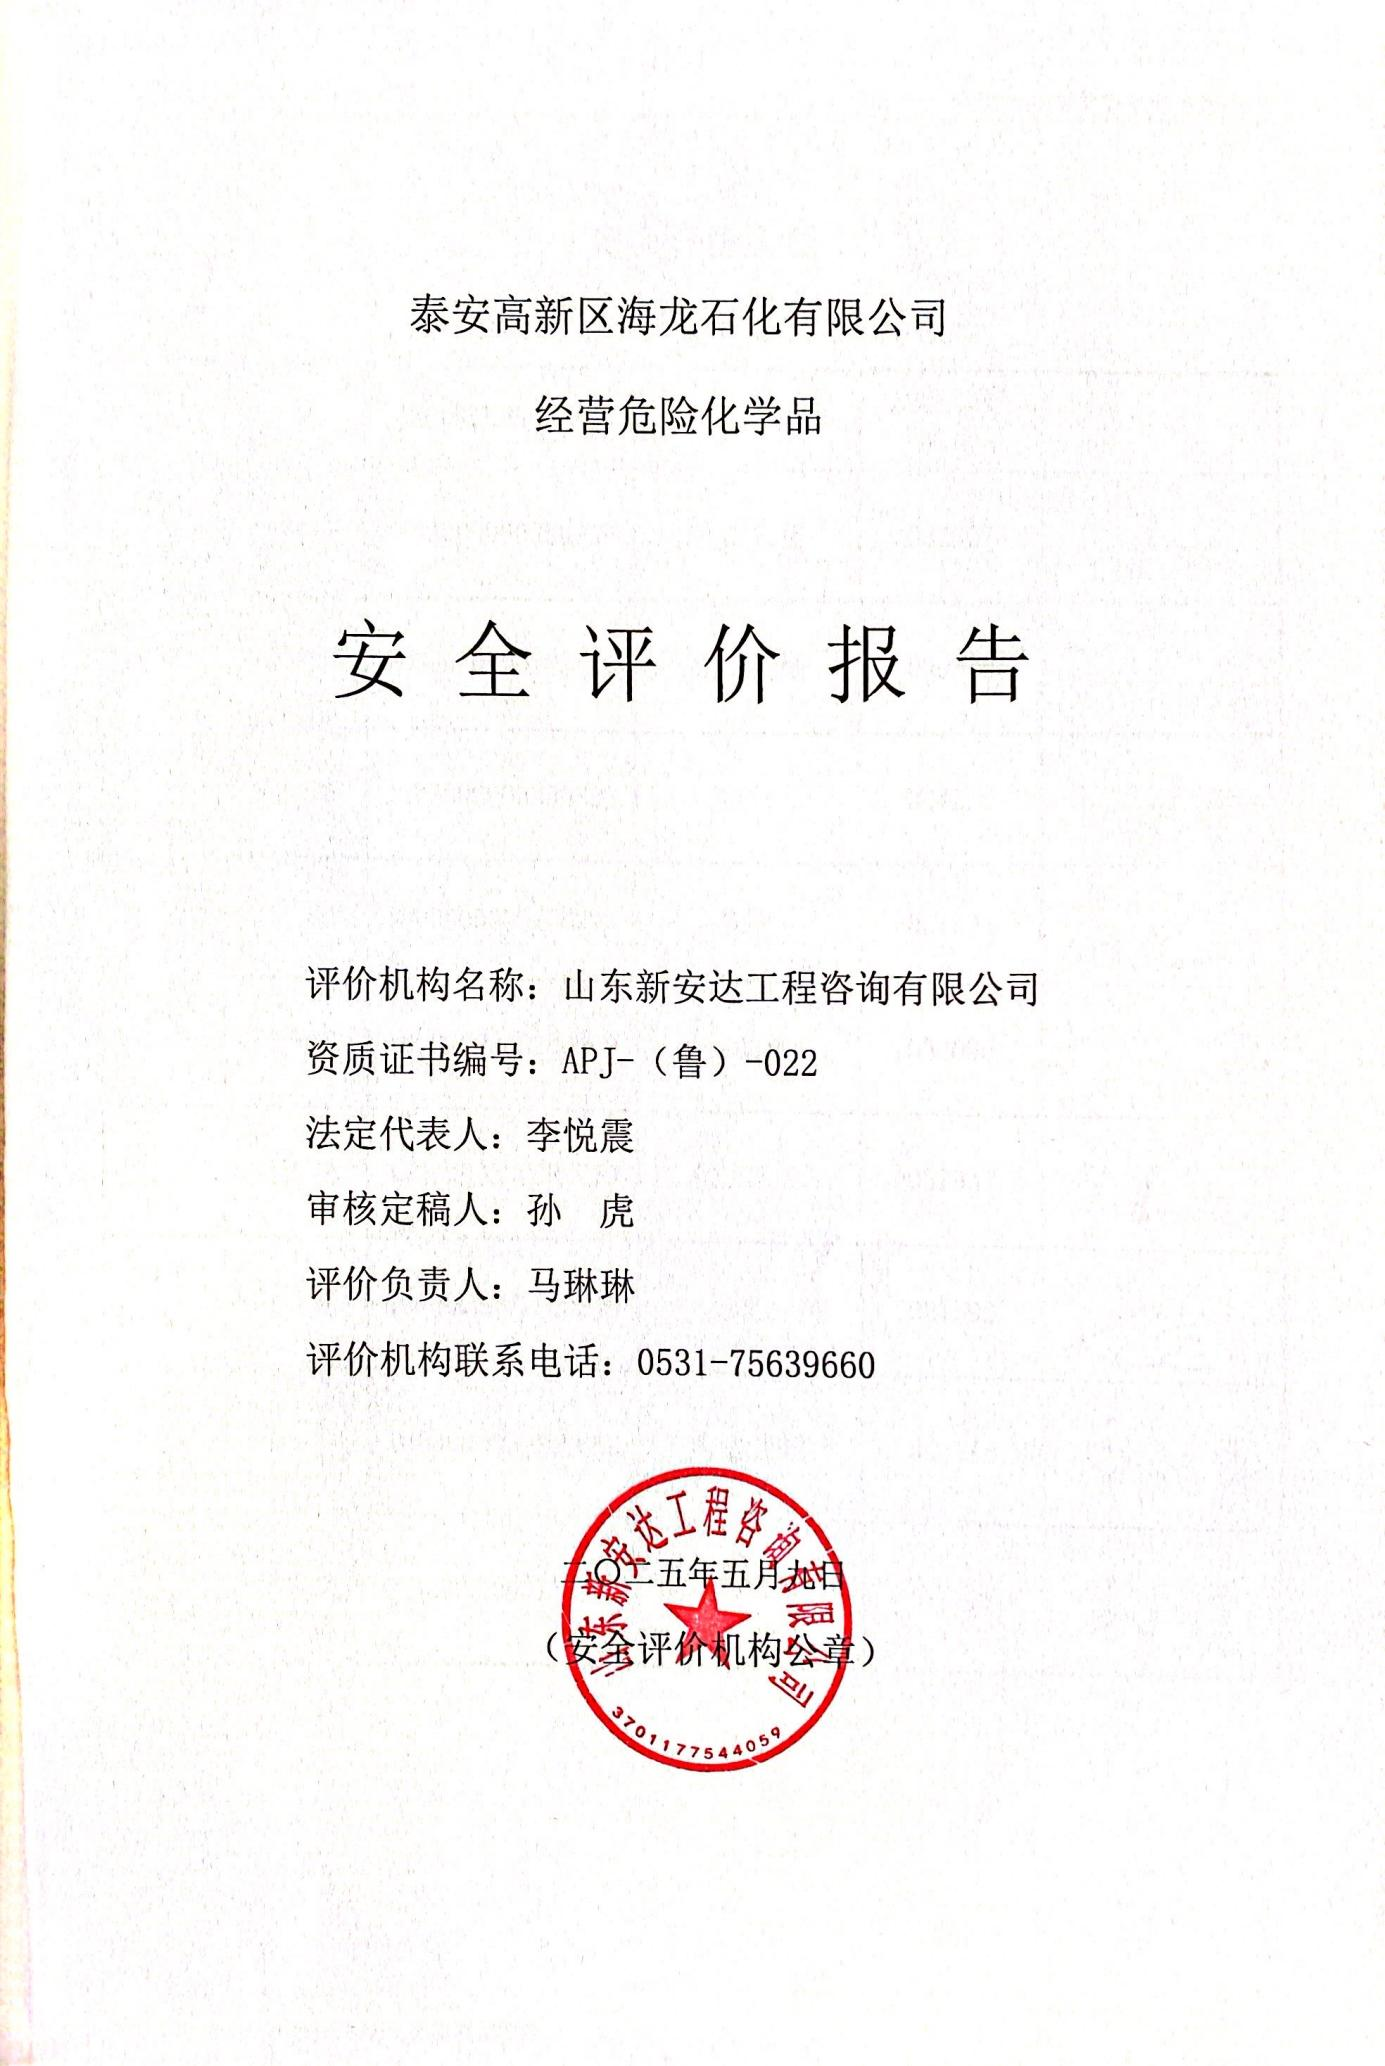 泰安高新区海龙石化有限公司
经营危险化学品
安全评价报告
评价机构名称：山东新安达工程咨询有限公司
资质证书编号：APJ-（鲁）-022
法定代表人：李悦震
审核定稿人：孙　虎
评价负责人：马琳琳
评价机构联系电话：0531-75639660
山东新安达工程咨询有限公司
二〇二五年五月九日
（安全评价机构公章）
3701177544059